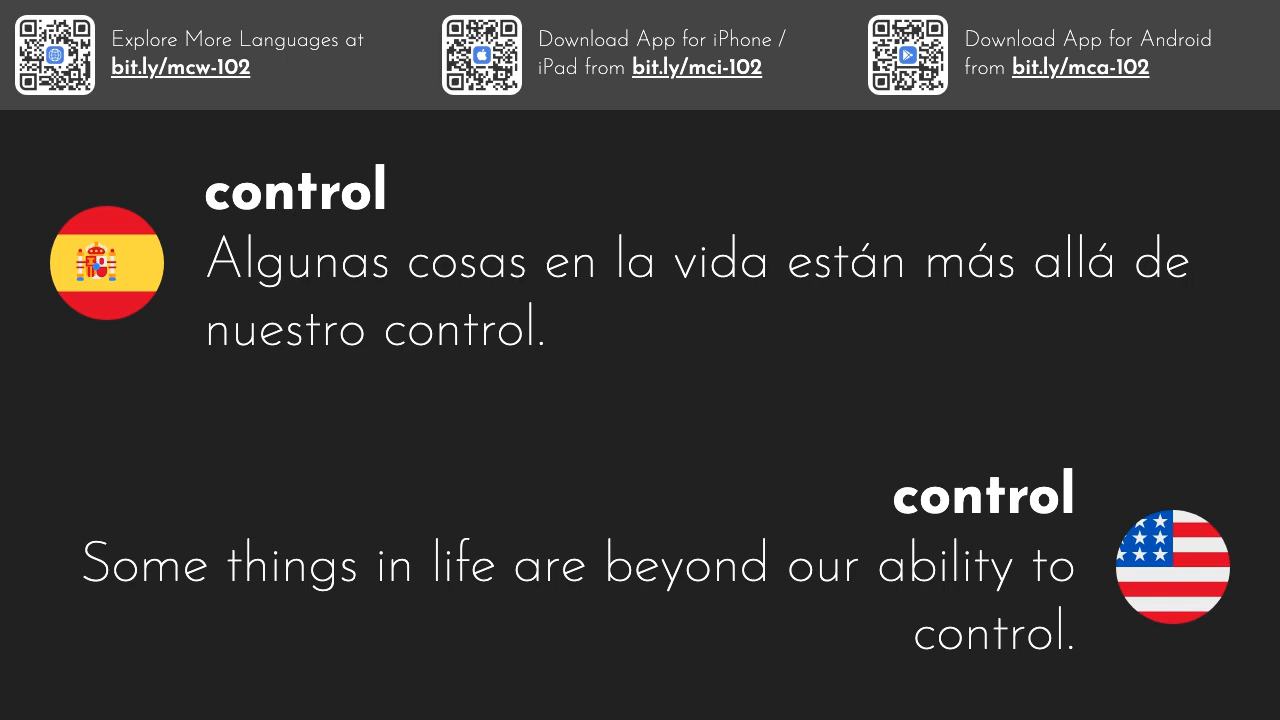 Explore More Languages at
bit.ly/mcw-102
Download App for iPhone /
iPad from bit.ly/mci-102
Download App for Android
from bit.ly/mca-102
control
Algunas cosas en la vida están más allá de
nuestro control.
control
Some things in life are beyond our ability to
control.